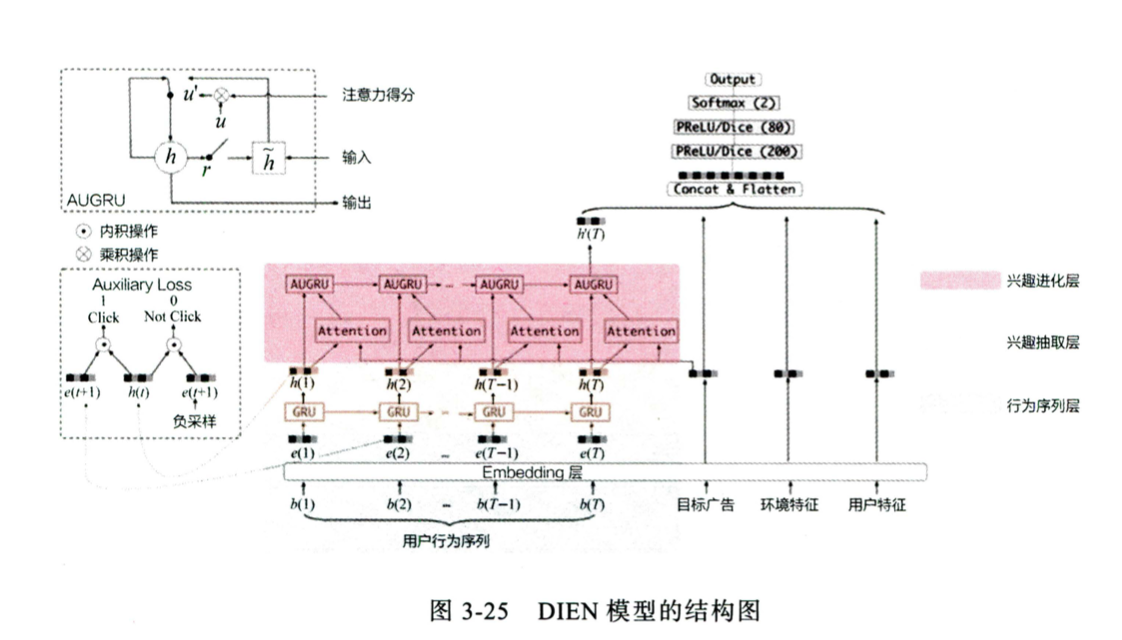 注意力得分
u'
u
h
r
h̃
输入
AUGRU
输出
内积操作
乘积操作
Auxiliary Loss
1 0
Click Not Click
e(t+1) h(t) e(t+1)
负采样
Output
Softmax (2)
PReLU/Dice (80)
PReLU/Dice (200)
Concat & Flatten
h'(T)
AUGRU AUGRU AUGRU AUGRU
Attention Attention Attention Attention
h(1) h(2) h(T−1) h(T)
GRU GRU GRU GRU
e(1) e(2) e(T−1) e(T)
Embedding 层
b(1) b(2) b(T−1) b(T)
目标广告 环境特征 用户特征
用户行为序列
兴趣进化层
兴趣抽取层
行为序列层
图 3-25 DIEN 模型的结构图